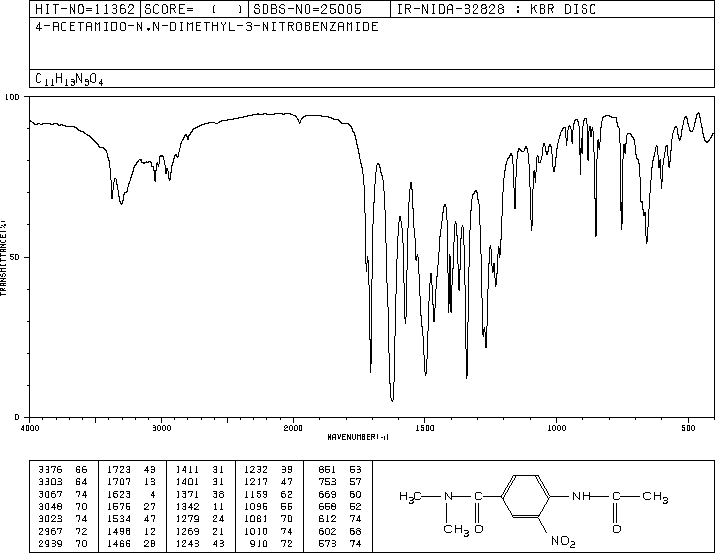 HIT-NO=11362 SCORE= ( ) SDBS-NO=25005 IR-NIDA-32828 : KBR DISC
4-ACETAMIDO-N.N-DIMETHYL-3-NITROBENZAMIDE
C11H13N3O4
100
TRANSMITTANCE(%)
50
0
4000 3000 2000 1500 1000 500
WAVENUMBER(-1)
3376 66 1723 49 1411 31 1232 39 851 53
3303 64 1707 13 1401 31 1217 47 753 57
3067 74 1623 4 1371 38 1159 62 669 60
3048 70 1576 27 1342 11 1096 56 658 52
3023 74 1534 47 1279 24 1081 70 612 74
2967 72 1498 12 1269 21 1010 74 602 68
2939 70 1466 28 1243 43 910 72 573 74
H3C N C NH C CH3
CH3 O O
NO2